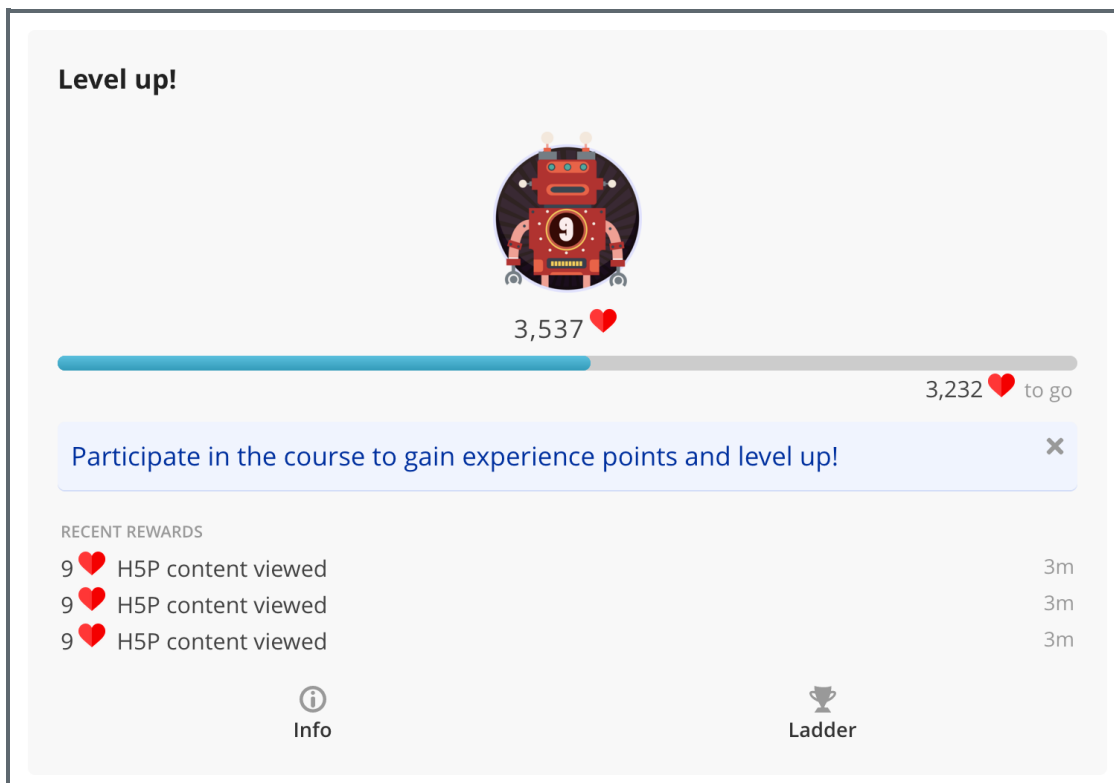 Level up!
9
3,537
3,232 to go
Participate in the course to gain experience points and level up!
RECENT REWARDS
9 H5P content viewed 3m
9 H5P content viewed 3m
9 H5P content viewed 3m
Info Ladder